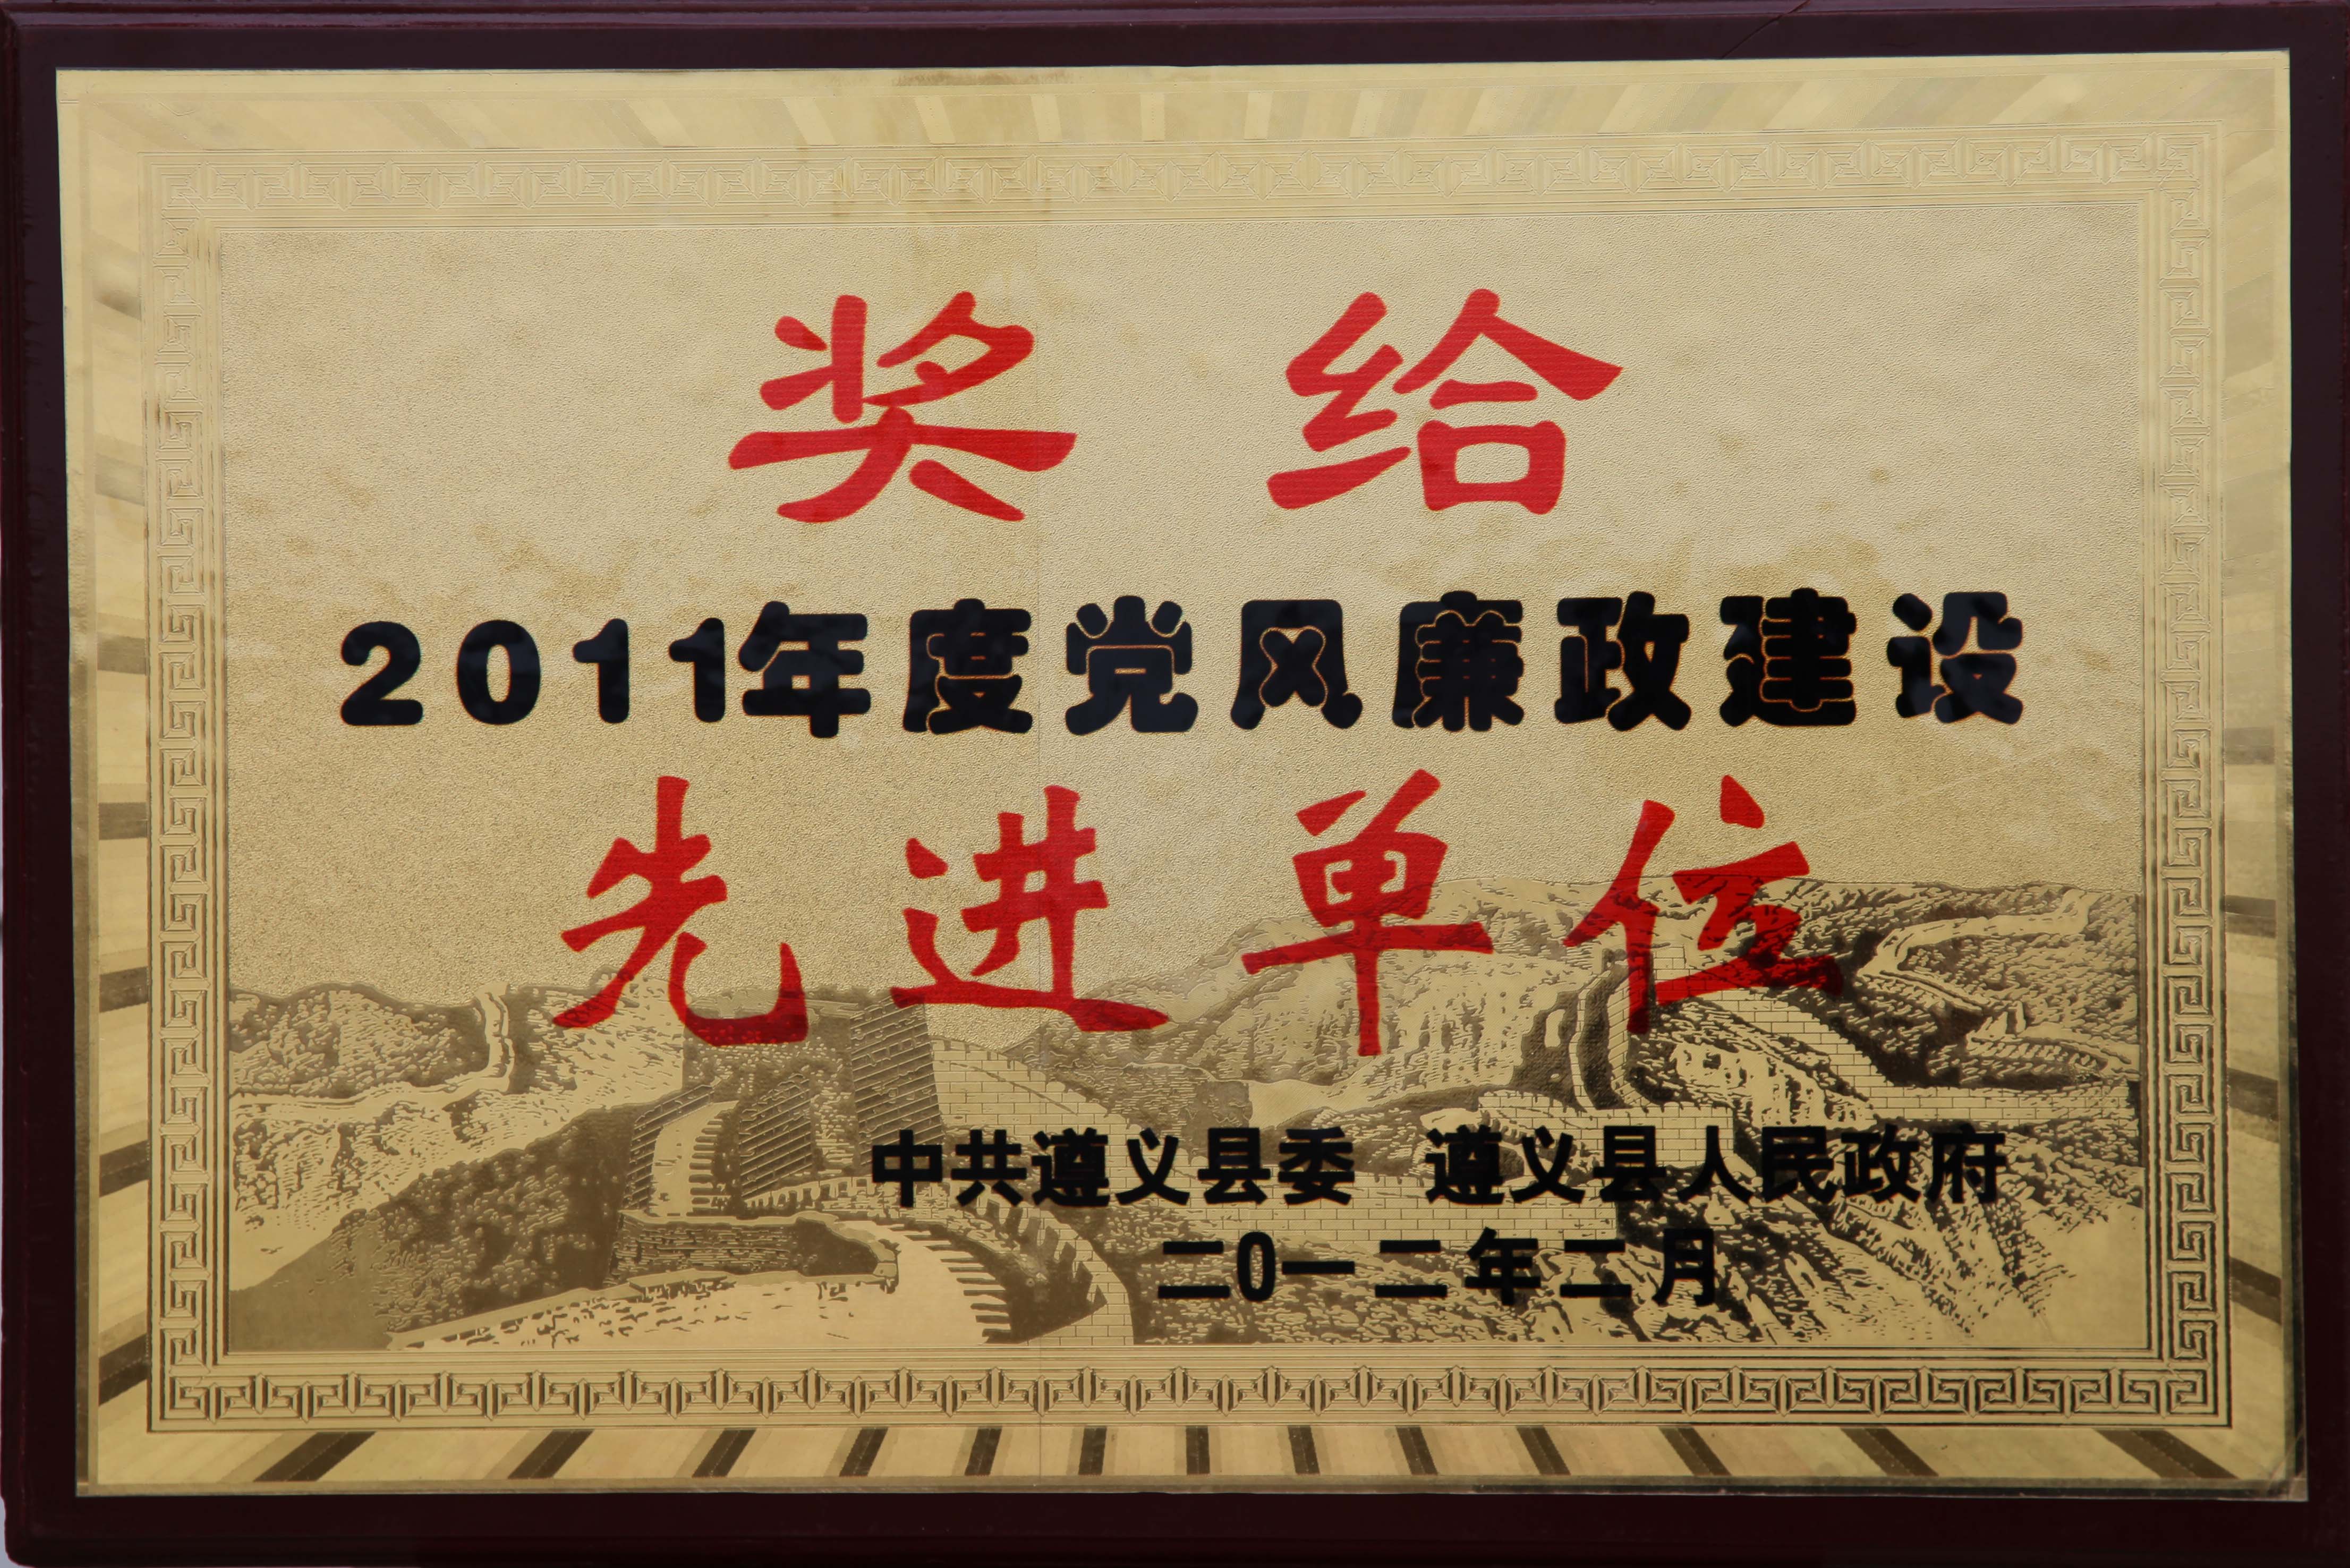 奖给
2011年度党风廉政建设
先进单位
中共遵义县委 遵义县人民政府
二0一二年二月